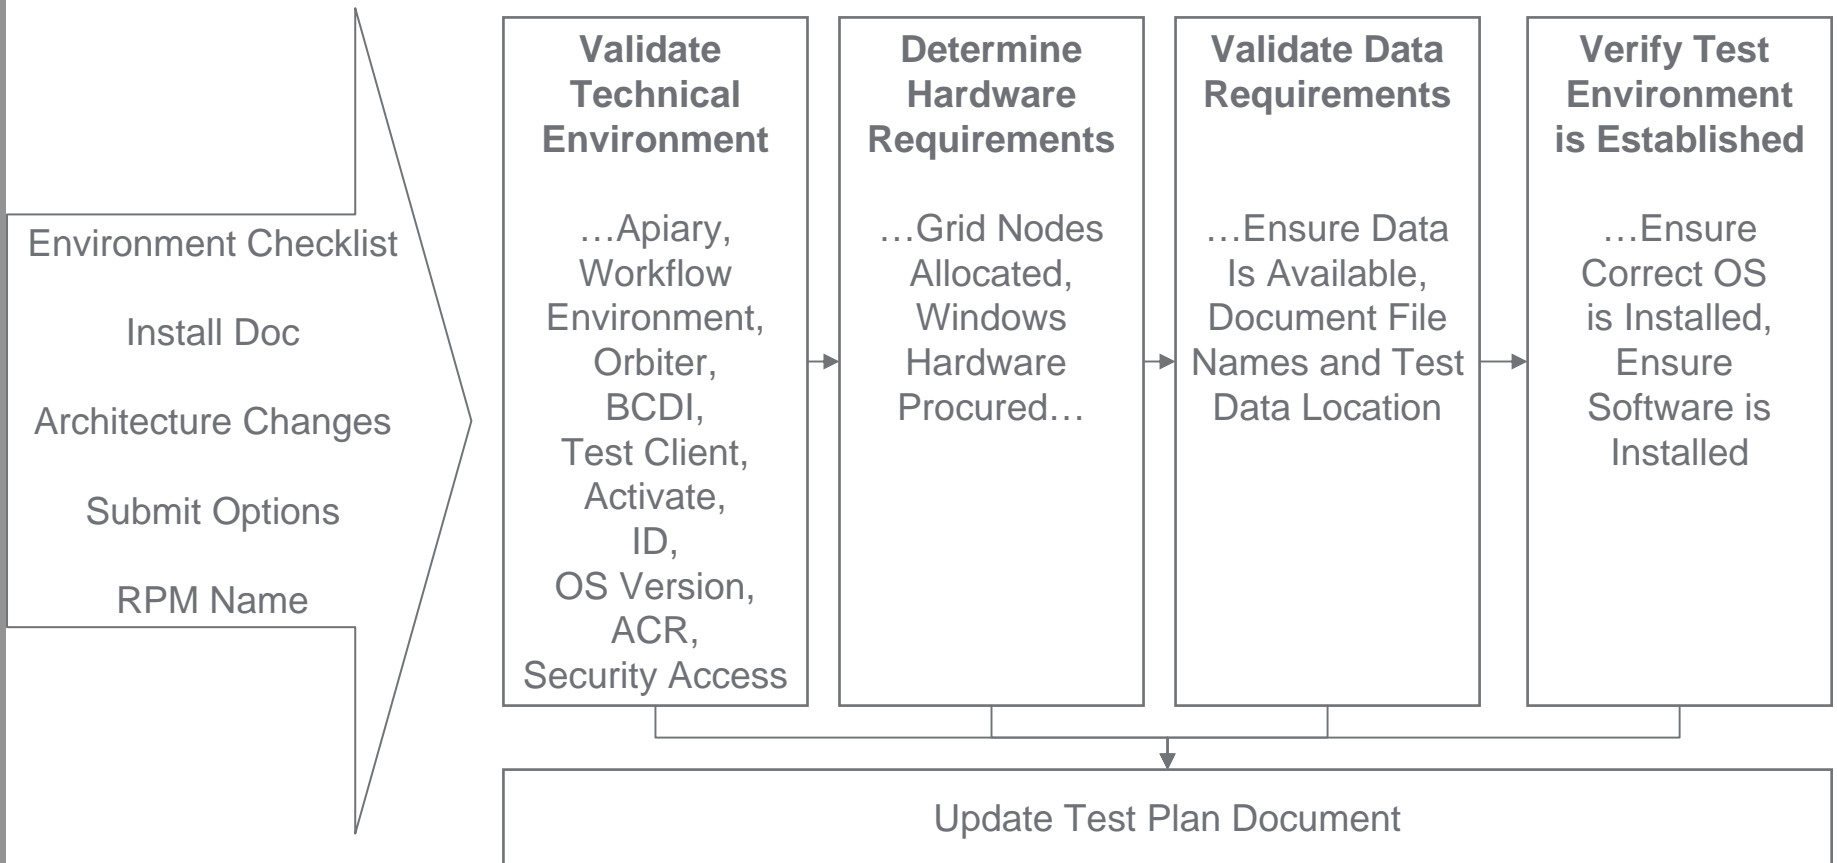 Environment Checklist
Install Doc
Architecture Changes
Submit Options
RPM Name
Validate
Technical
Environment
…Apiary,
Workflow
Environment,
Orbiter,
BCDI,
Test Client,
Activate,
ID,
OS Version,
ACR,
Security Access
Determine
Hardware
Requirements
…Grid Nodes
Allocated,
Windows
Hardware
Procured…
Validate Data
Requirements
…Ensure Data
Is Available,
Document File
Names and Test
Data Location
Verify Test
Environment
is Established
…Ensure
Correct OS
is Installed,
Ensure
Software is
Installed
Update Test Plan Document